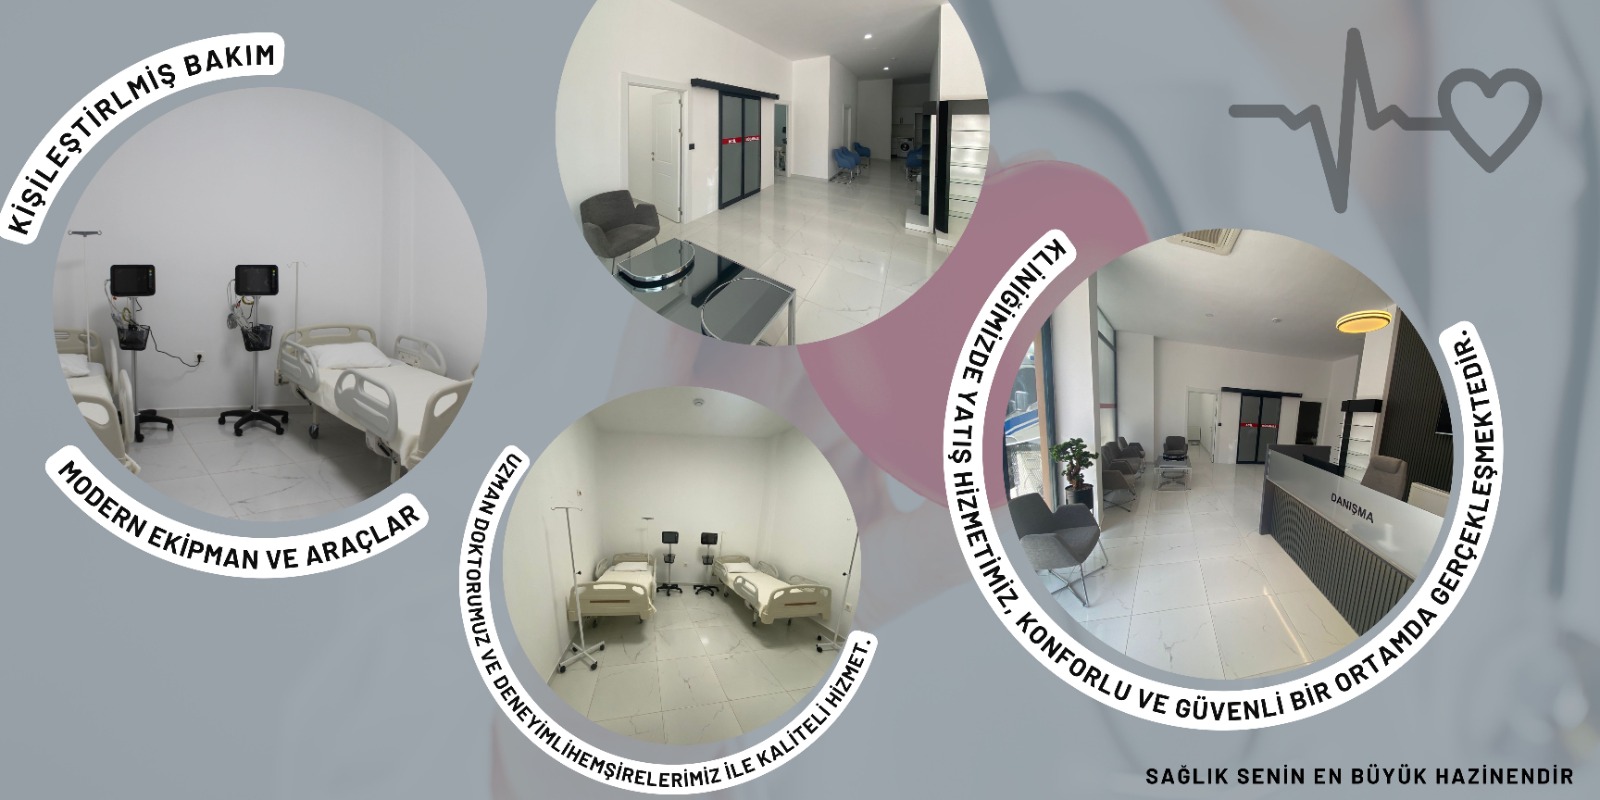 KİŞİLEŞTİRLMİŞ BAKIM
MODERN EKİPMAN VE ARAÇLAR
UZMAN DOKTORUMUZ VE DENEYİMLİHEMŞİRELERİMİZ İLE KALİTELİ HİZMET.
KLİNİĞİMİZDE YATIŞ HİZMETİMİZ, KONFORLU VE GÜVENLİ BİR ORTAMDA GERÇEKLEŞMEKTEDİR.
DANIŞMA
SAĞLIK SENİN EN BÜYÜK HAZİNENDİR